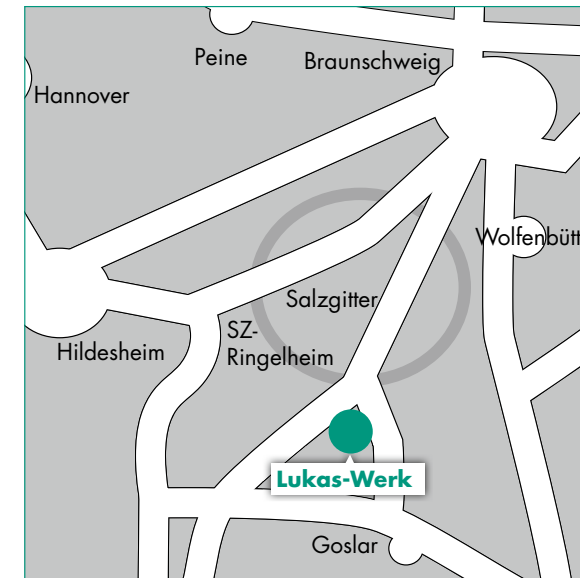 Peine
Braunschweig
Hannover
Wolfenbütt
Salzgitter
SZ-
Ringelheim
Hildesheim
Lukas-Werk
Goslar